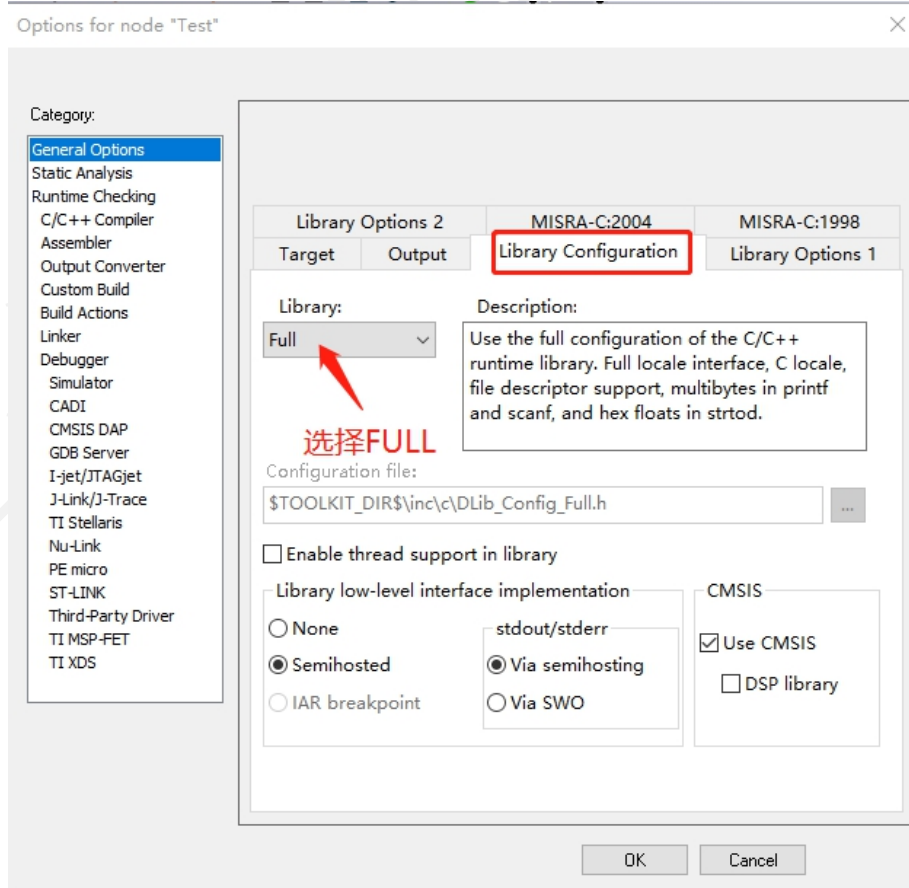 Options for node "Test"
Category:
General Options
Static Analysis
Runtime Checking
C/C++ Compiler
Assembler
Output Converter
Custom Build
Build Actions
Linker
Debugger
Simulator
CADI
CMSIS DAP
GDB Server
I-jet/JTAGjet
J-Link/J-Trace
TI Stellaris
Nu-Link
PE micro
ST-LINK
Third-Party Driver
TI MSP-FET
TI XDS
Library Options 2
MISRA-C:2004
MISRA-C:1998
Target
Output
Library Configuration
Library Options 1
Library:
Full
选择FULL
Description:
Use the full configuration of the C/C++
runtime library. Full locale interface, C locale,
file descriptor support, multibytes in printf
and scanf, and hex floats in strtod.
Configuration file:
$TOOLKIT_DIR$\inc\c\DLib_Config_Full.h
...
Enable thread support in library
Library low-level interface implementation
None
Semihosted
IAR breakpoint
stdout/stderr
Via semihosting
Via SWO
CMSIS
Use CMSIS
DSP library
OK
Cancel